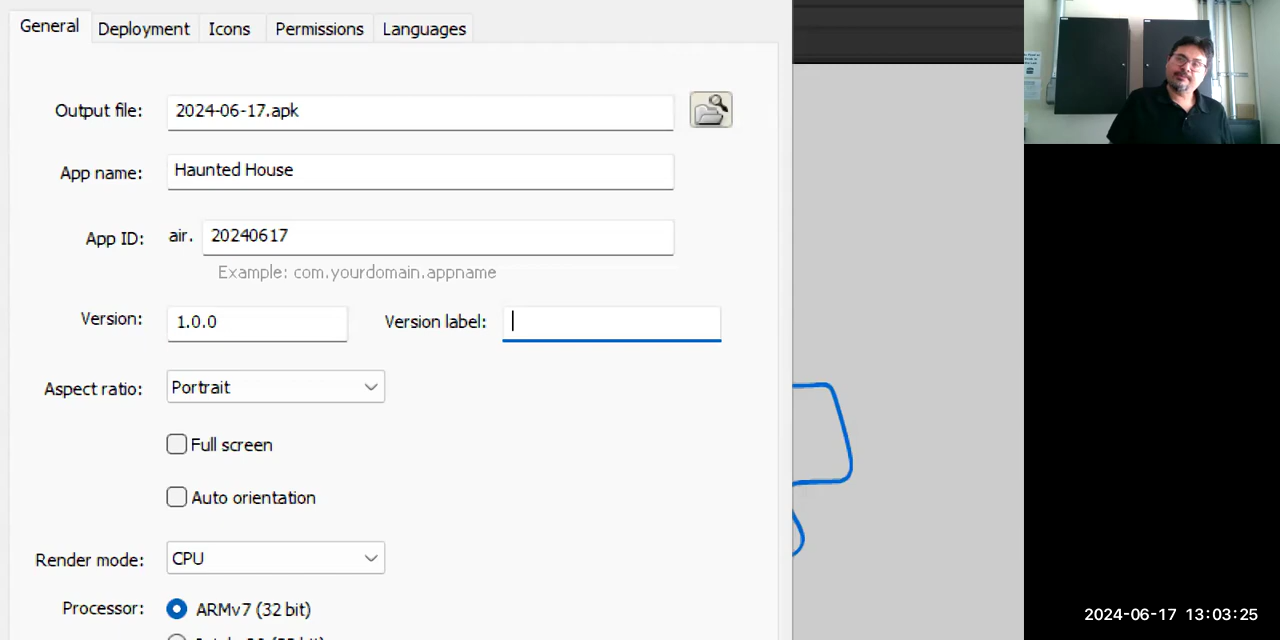 General Deployment Icons Permissions Languages
Output file: 2024-06-17.apk
App name: Haunted House
App ID: air. 20240617
Example: com.yourdomain.appname
Version: 1.0.0 Version label:
Aspect ratio: Portrait
Full screen
Auto orientation
Render mode: CPU
Processor: ARMv7 (32 bit)
2024-06-17 13:03:25